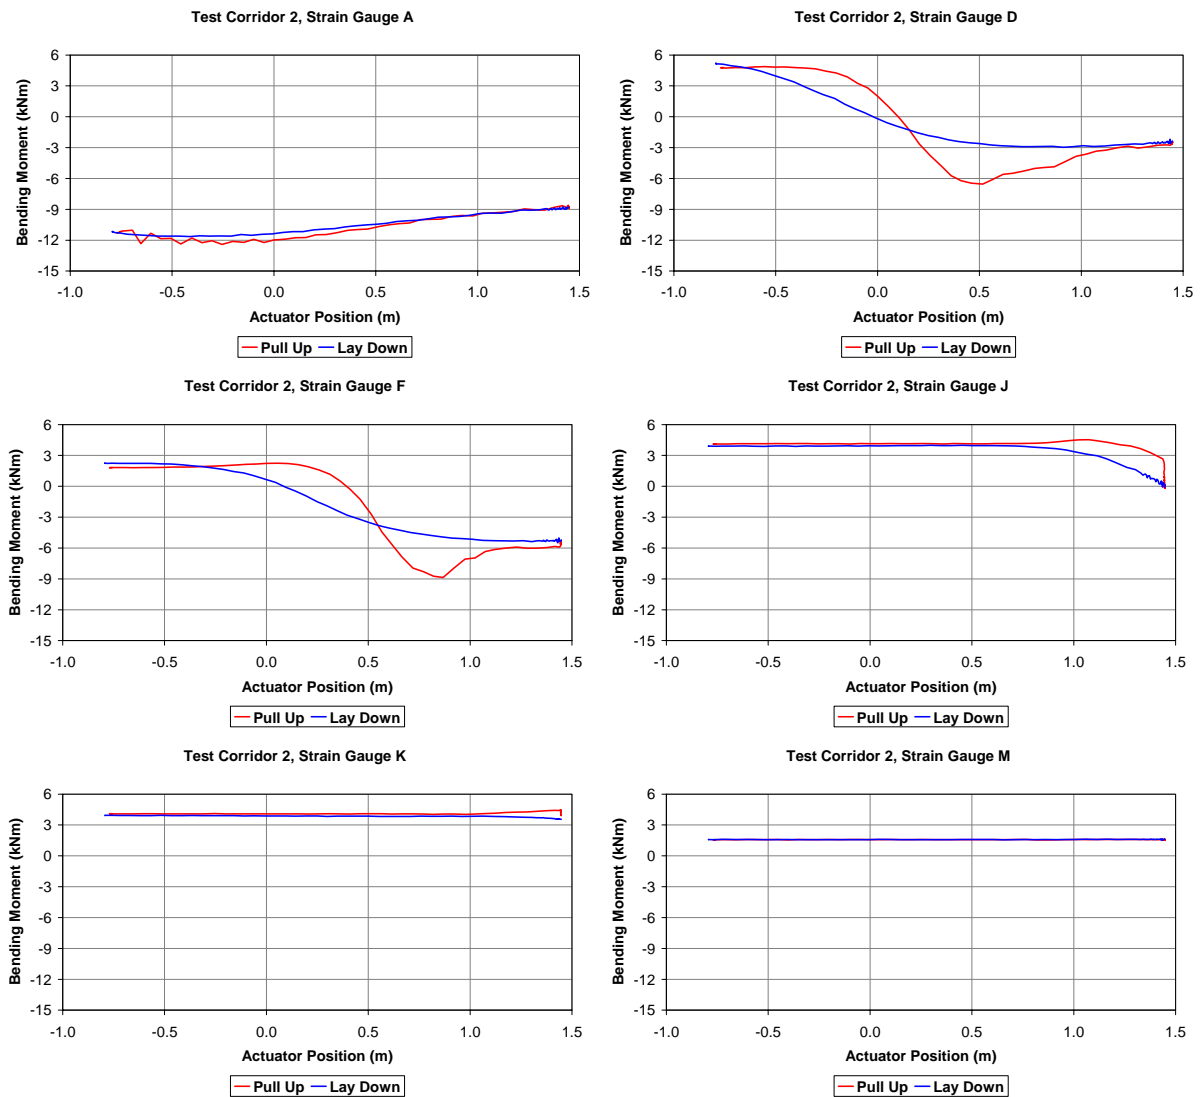 Test Corridor 2, Strain Gauge A
6
3
0
-3
-6
-9
-12
-15
Bending Moment (kNm)
-1.0 -0.5 0.0 0.5 1.0 1.5
Actuator Position (m)
Pull Up Lay Down
Test Corridor 2, Strain Gauge D
6
3
0
-3
-6
-9
-12
-15
Bending Moment (kNm)
-1.0 -0.5 0.0 0.5 1.0 1.5
Actuator Position (m)
Pull Up Lay Down
Test Corridor 2, Strain Gauge F
6
3
0
-3
-6
-9
-12
-15
Bending Moment (kNm)
-1.0 -0.5 0.0 0.5 1.0 1.5
Actuator Position (m)
Pull Up Lay Down
Test Corridor 2, Strain Gauge J
6
3
0
-3
-6
-9
-12
-15
Bending Moment (kNm)
-1.0 -0.5 0.0 0.5 1.0 1.5
Actuator Position (m)
Pull Up Lay Down
Test Corridor 2, Strain Gauge K
6
3
0
-3
-6
-9
-12
-15
Bending Moment (kNm)
-1.0 -0.5 0.0 0.5 1.0 1.5
Actuator Position (m)
Pull Up Lay Down
Test Corridor 2, Strain Gauge M
6
3
0
-3
-6
-9
-12
-15
Bending Moment (kNm)
-1.0 -0.5 0.0 0.5 1.0 1.5
Actuator Position (m)
Pull Up Lay Down